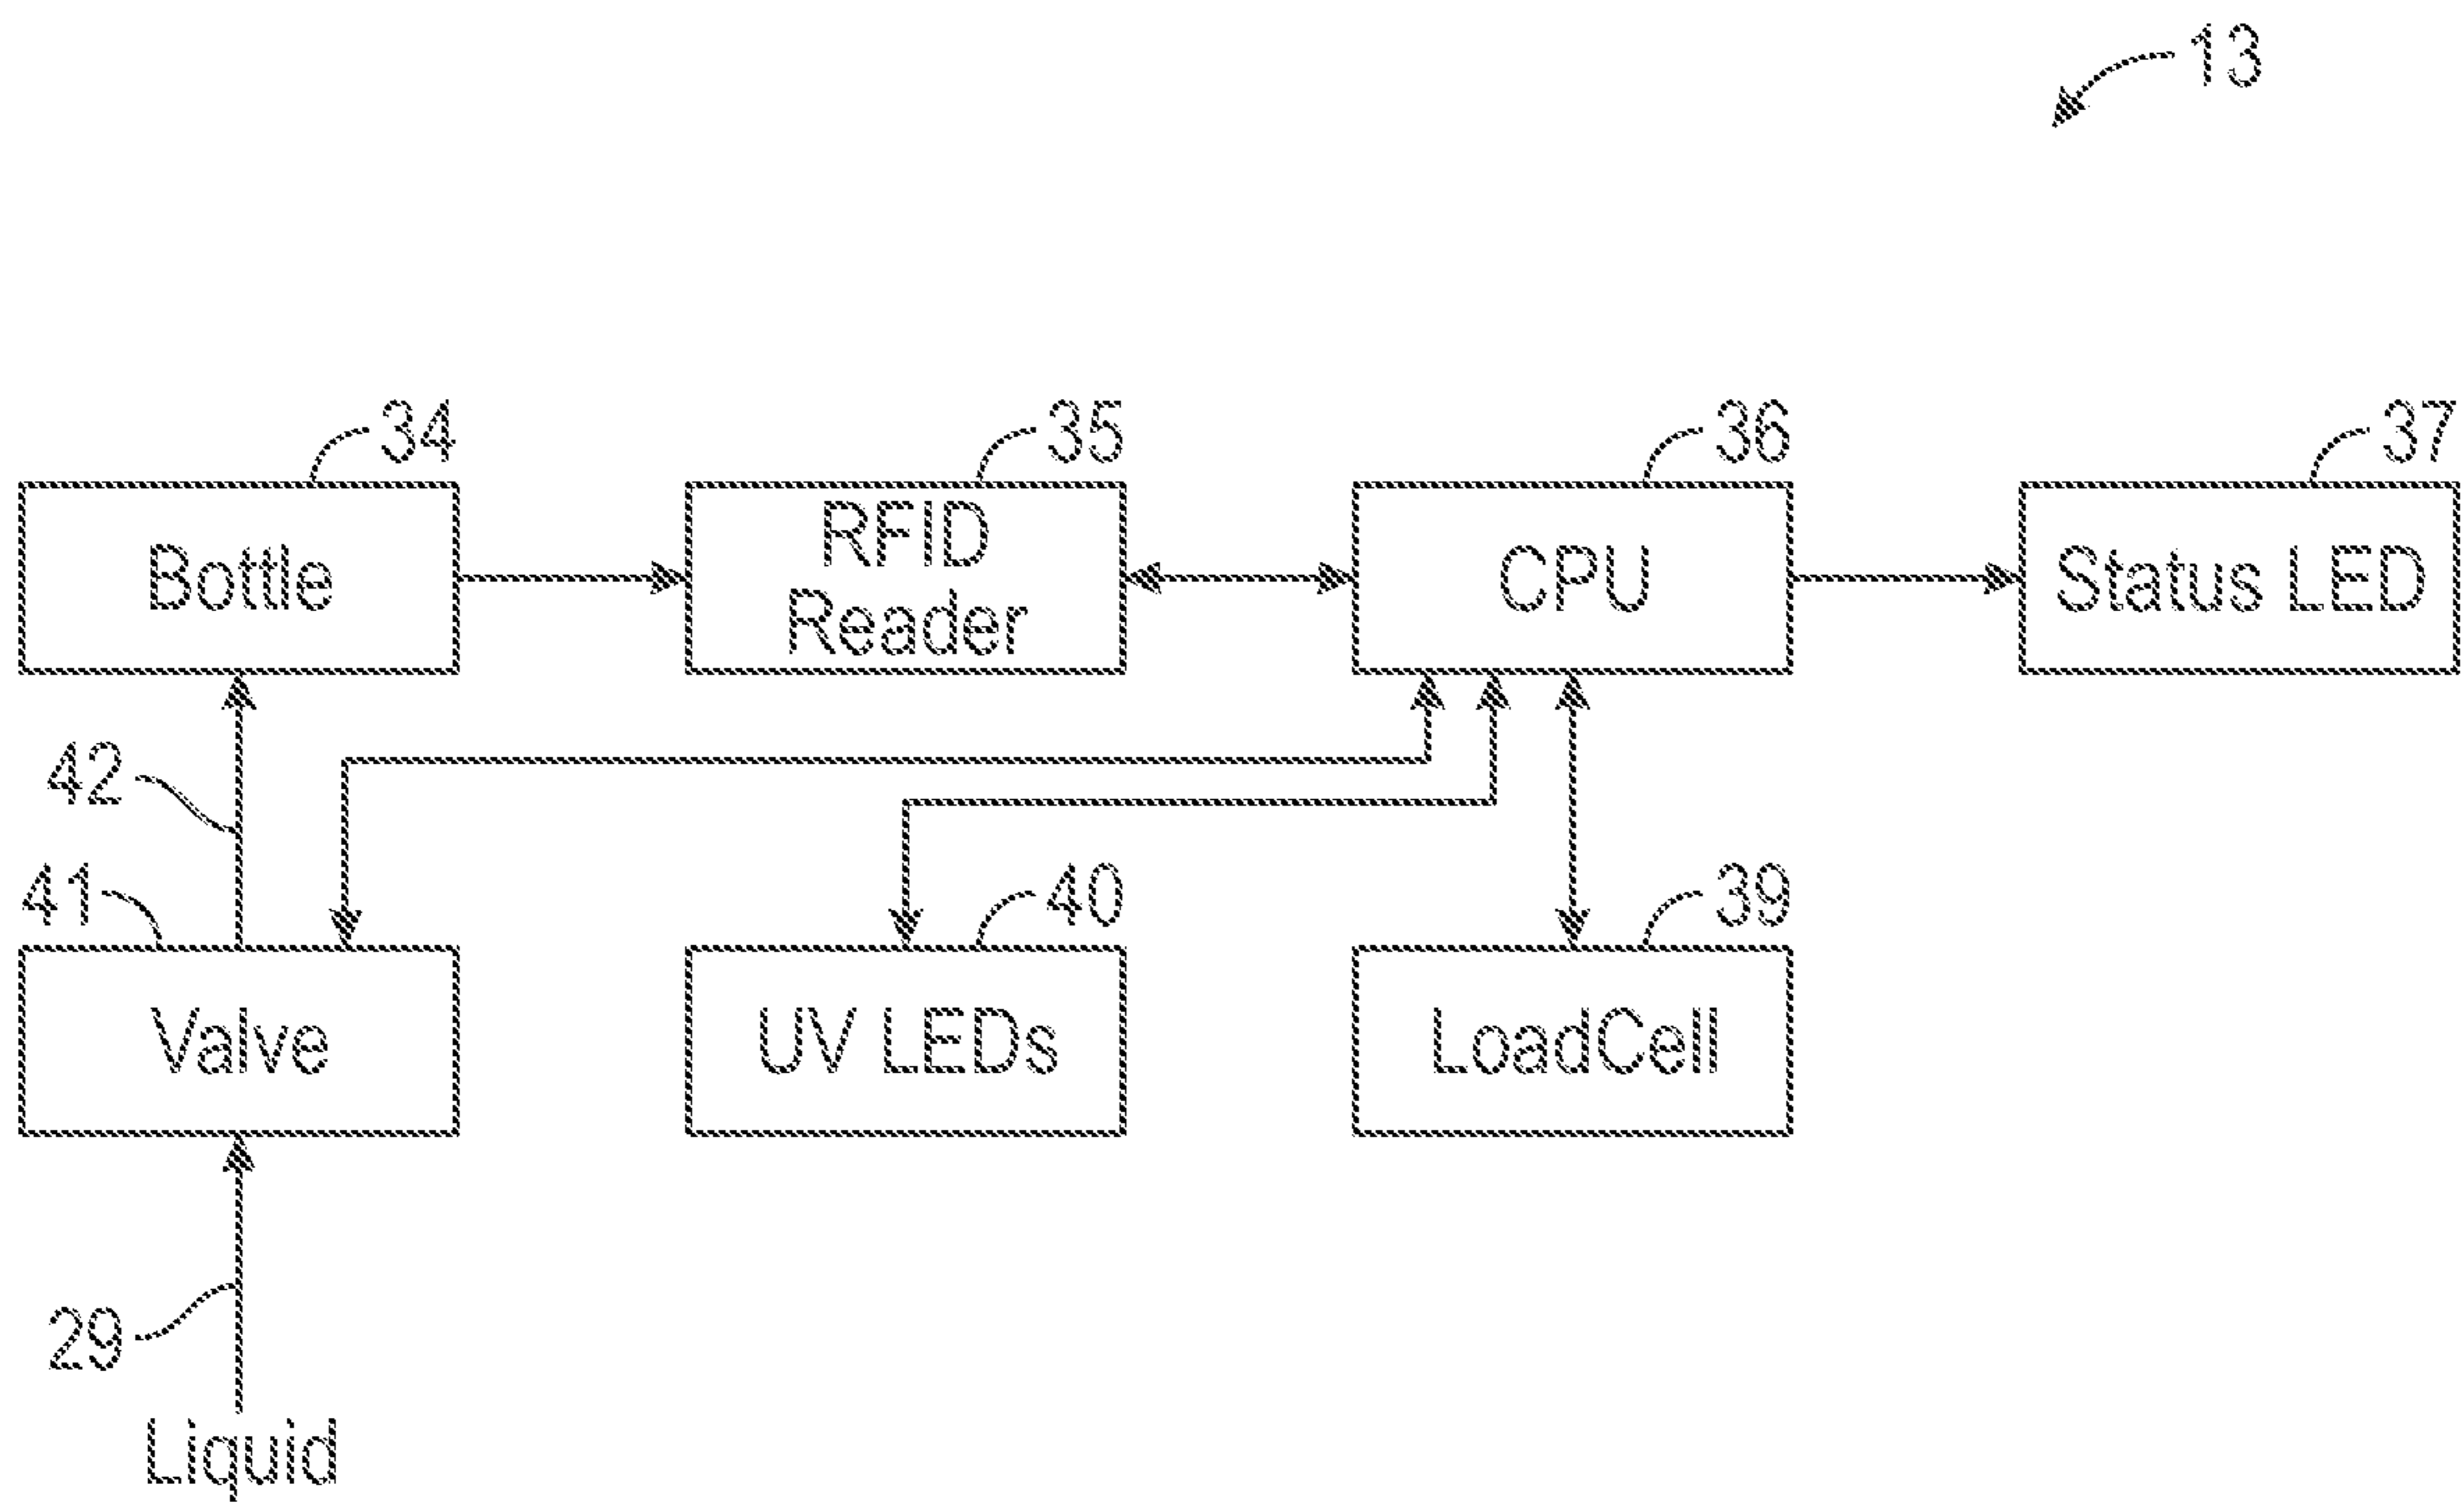 13
34
35
36
37
Bottle
RFID
Reader
CPU
Status LED
42
41
40
39
Valve
UV LEDs
LoadCell
29
Liquid